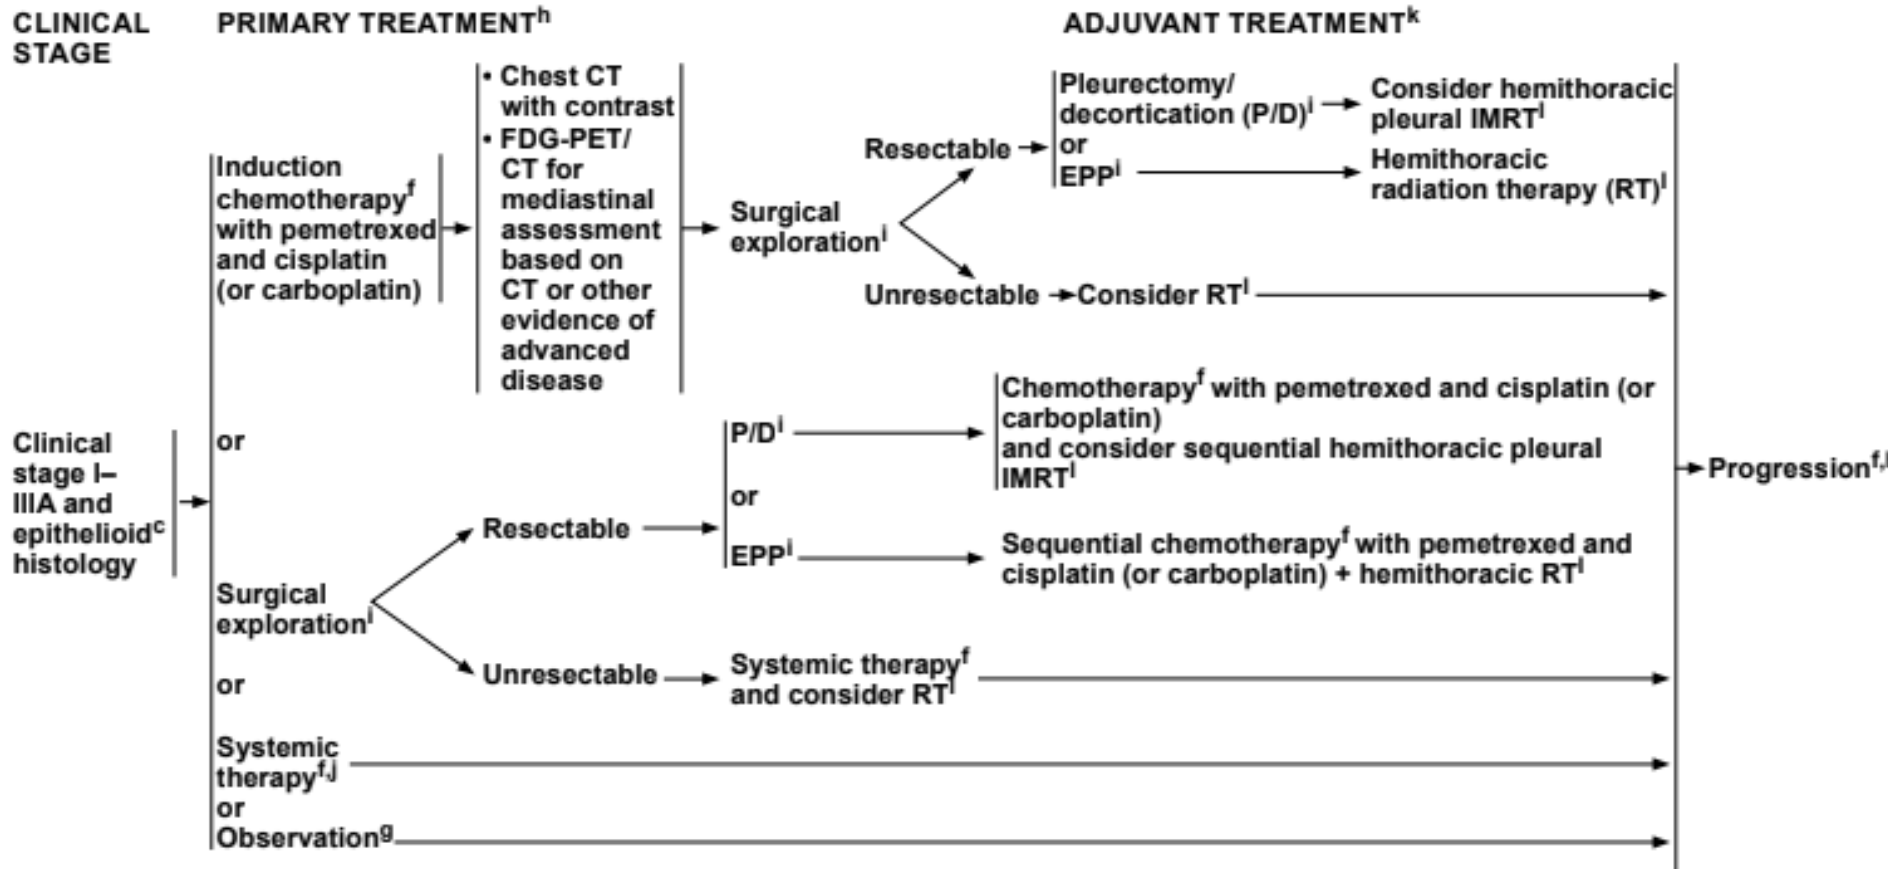 CLINICAL
STAGE
PRIMARY TREATMENTʰ
ADJUVANT TREATMENTᵏ
Clinical
stage I–
IIIA and
epithelioidᶜ
histology
Induction
chemotherapyᶠ
with pemetrexed
and cisplatin
(or carboplatin)
• Chest CT
with contrast
• FDG-PET/
CT for
mediastinal
assessment
based on
CT or other
evidence of
advanced
disease
Surgical
explorationⁱ
Resectable
Pleurectomy/
decortication (P/D)ⁱ
or
EPPⁱ
Consider hemithoracic
pleural IMRTˡ
Hemithoracic
radiation therapy (RT)ˡ
Unresectable
Consider RTˡ
or
Surgical
explorationⁱ
Resectable
P/Dⁱ
or
EPPⁱ
Chemotherapyᶠ with pemetrexed and cisplatin (or
carboplatin)
and consider sequential hemithoracic pleural
IMRTˡ
Sequential chemotherapyᶠ with pemetrexed and
cisplatin (or carboplatin) + hemithoracic RTˡ
Unresectable
Systemic therapyᶠ
and consider RTˡ
or
Systemic
therapyᶠ,ʲ
or
Observationᵍ
Progressionᶠ,